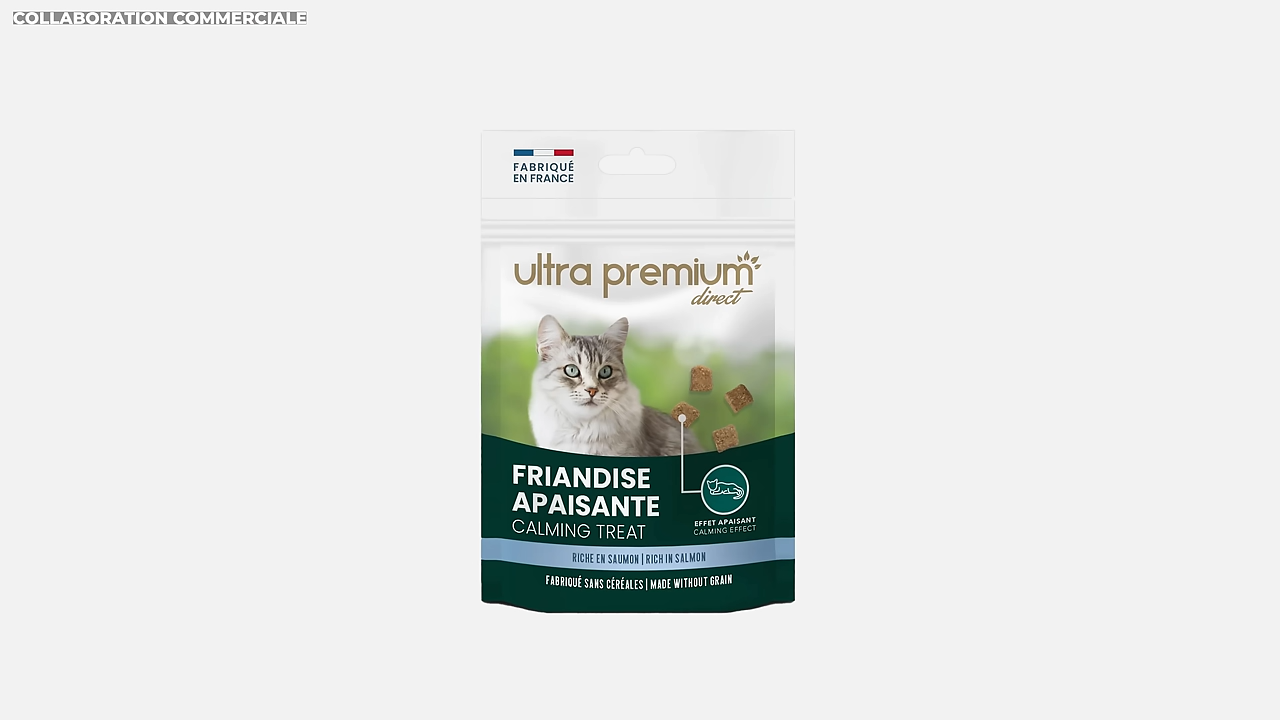 COLLABORATION COMMERCIALE
FABRIQUÉ
EN FRANCE
ultra premium
direct
FRIANDISE
APAISANTE
CALMING TREAT
EFFET APAISANT
CALMING EFFECT
RICHE EN SAUMON | RICH IN SALMON
FABRIQUÉ SANS CÉRÉALES | MADE WITHOUT GRAIN